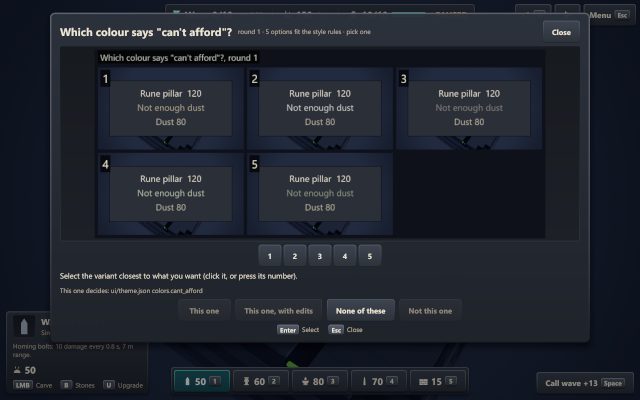 Menu Esc
Which colour says "can't afford"? round 1 · 5 options fit the style rules · pick one Close
Which colour says "can't afford"?, round 1
1
Rune pillar 120
Not enough dust
Dust 80
2
Rune pillar 120
Not enough dust
Dust 80
3
Rune pillar 120
Not enough dust
Dust 80
4
Rune pillar 120
Not enough dust
Dust 80
5
Rune pillar 120
Not enough dust
Dust 80
1 2 3 4 5
Select the variant closest to what you want (click it, or press its number).
This one decides: ui/theme.json colors.cant_afford
This one This one, with edits None of these Not this one
Enter Select Esc Close
Homing bolts: 10 damage every 0.8 s, 7 m
range.
50
LMB Carve B Stones U Upgrade
50 1 60 2 80 3 70 4 15 5
Call wave +13 Space